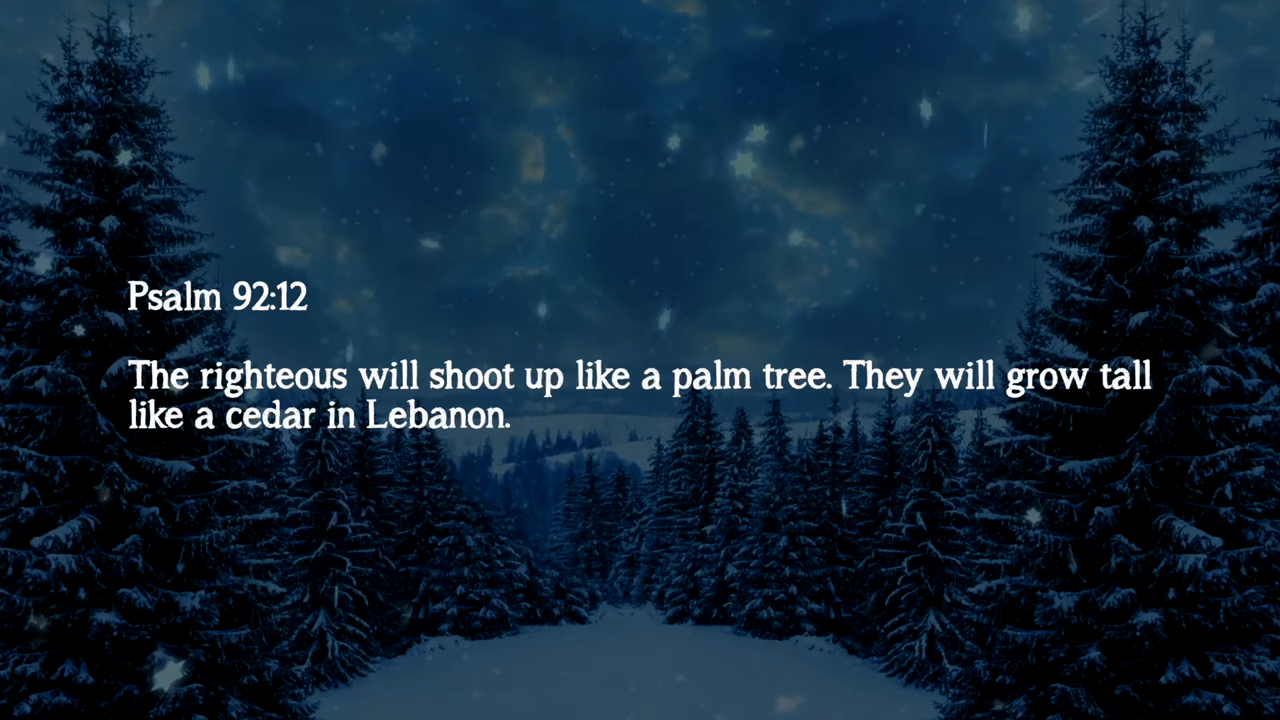 Psalm 92:12
The righteous will shoot up like a palm tree. They will grow tall
like a cedar in Lebanon.